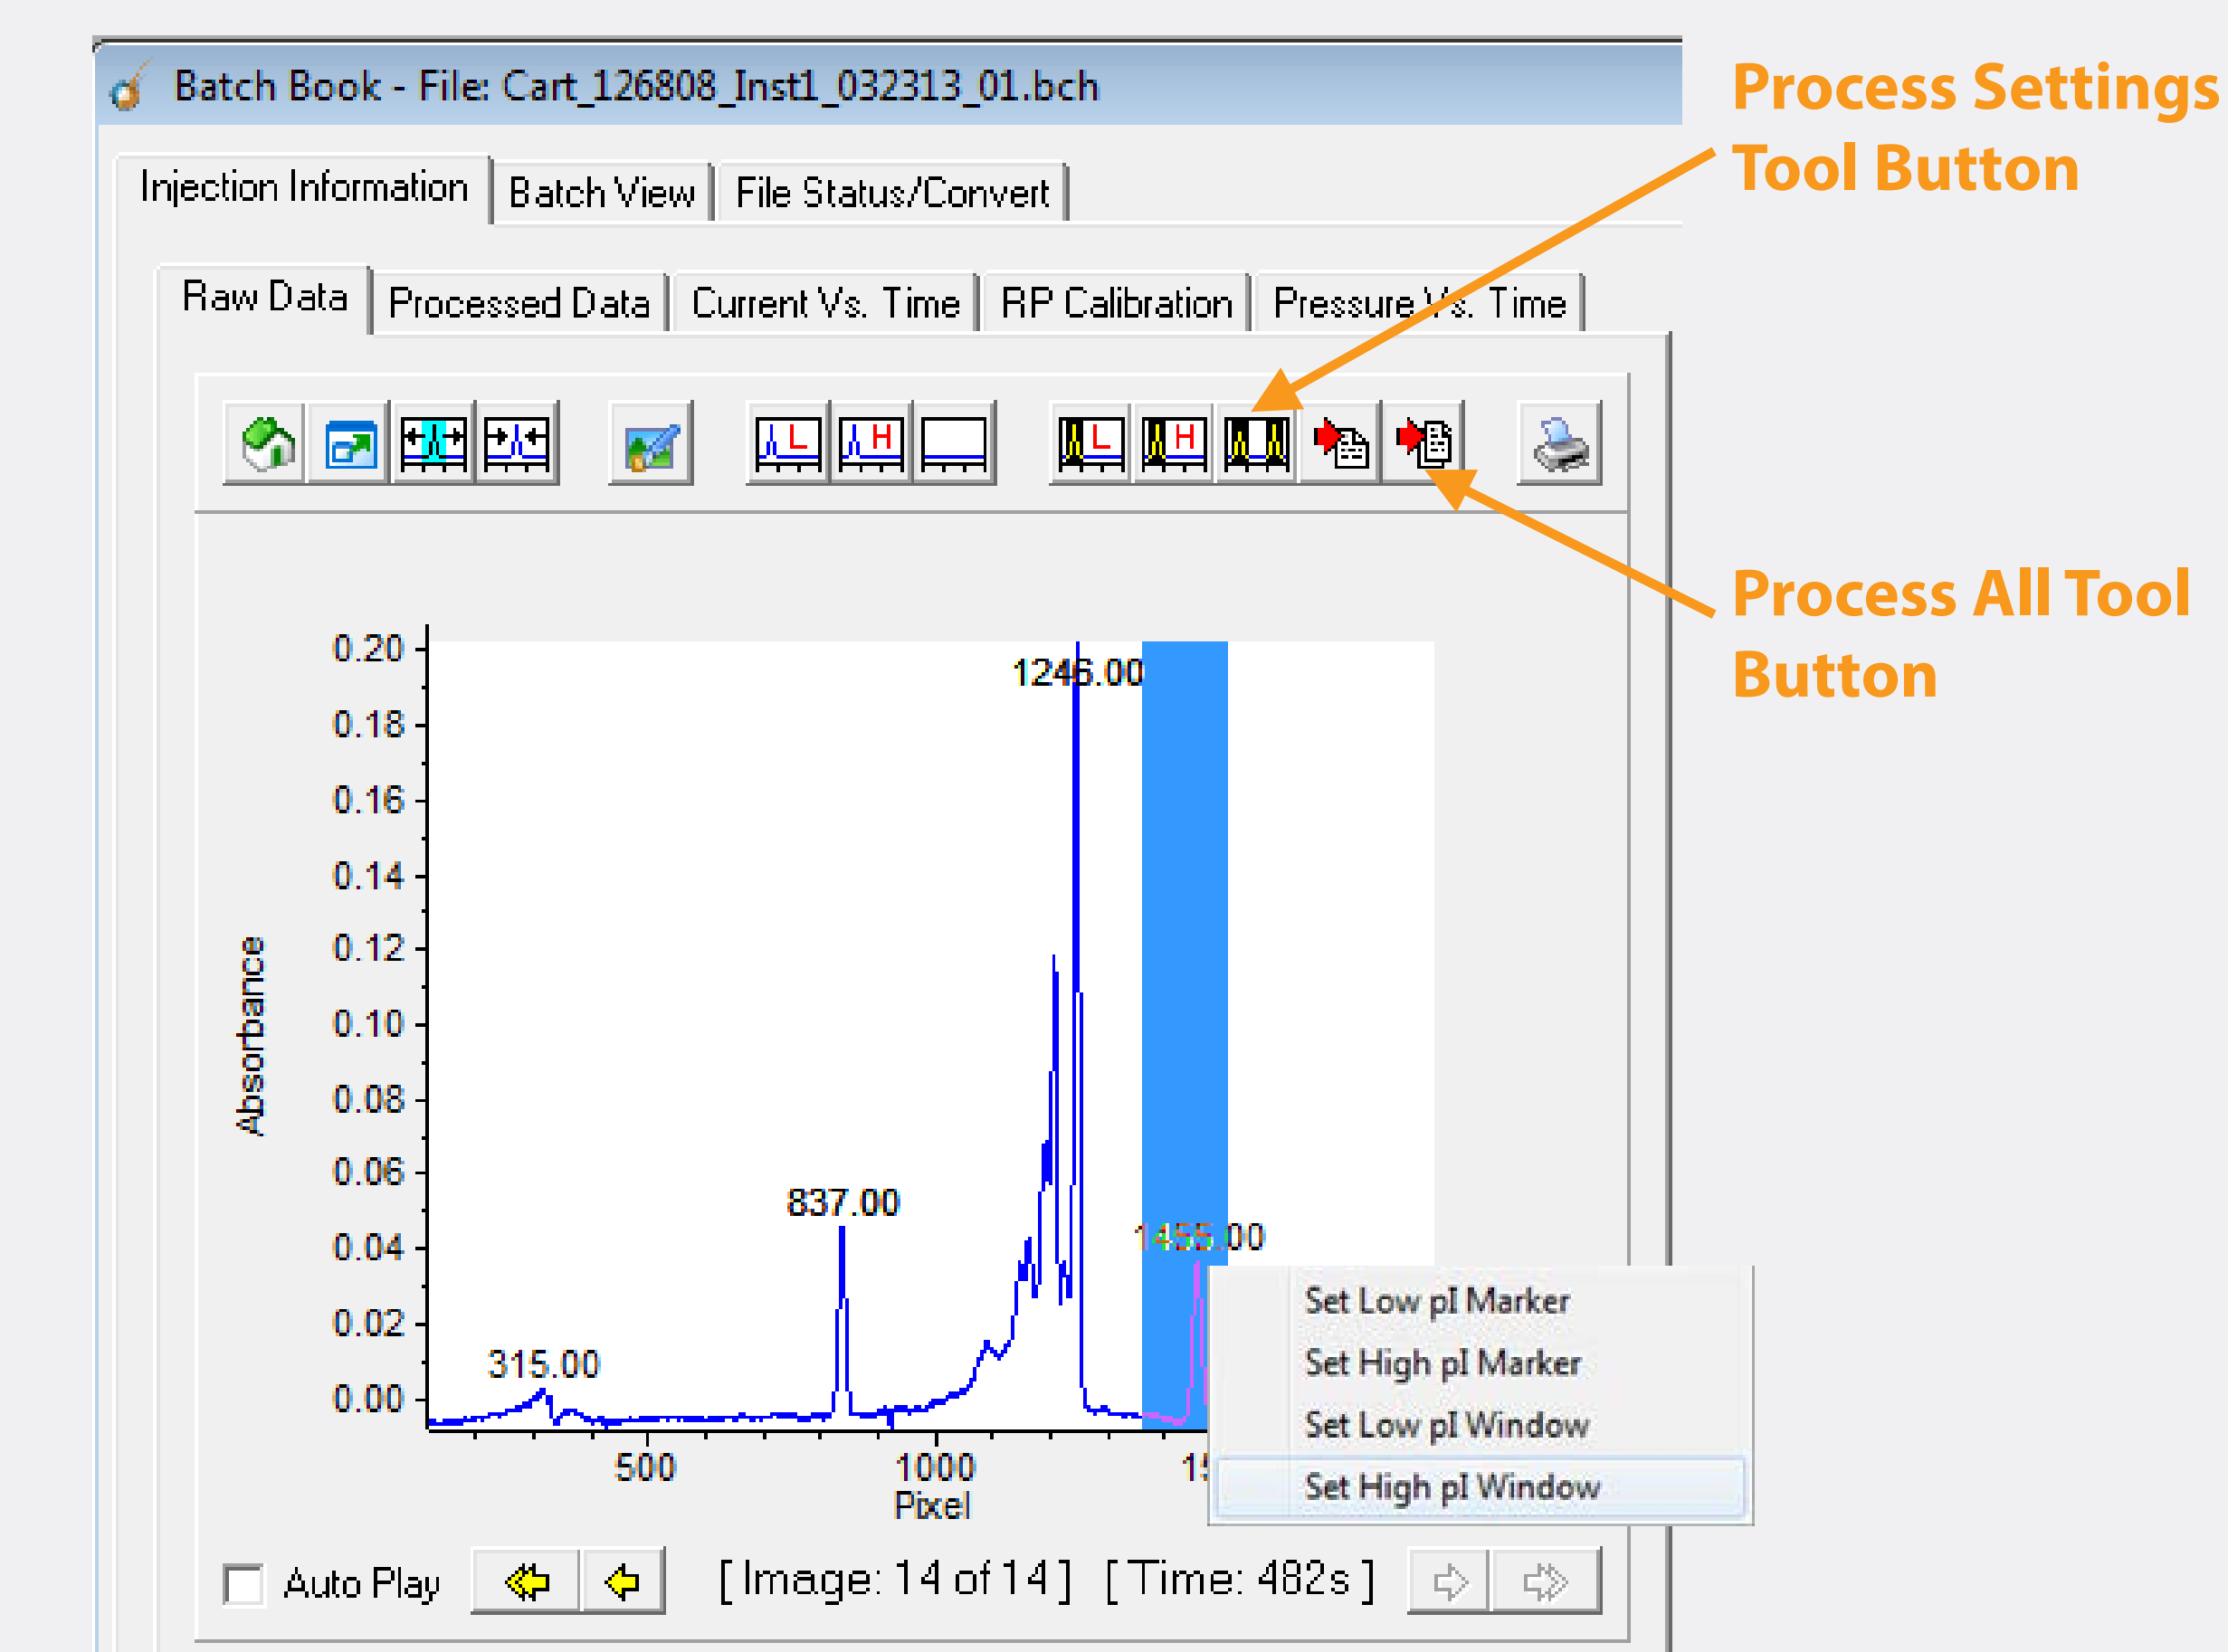 Batch Book - File: Cart_126808_Inst1_032313_01.bch
Process Settings
Tool Button
Injection Information
Batch View
File Status/Convert
Raw Data
Processed Data
Current Vs. Time
RP Calibration
Pressure Vs. Time
L
H
L
H
Process All Tool
Button
0.20
0.18
0.16
0.14
0.12
0.10
0.08
0.06
0.04
0.02
0.00
Absorbance
1246.00
837.00
1455.00
315.00
500
1000
Pixel
Set Low pI Marker
Set High pI Marker
Set Low pI Window
Set High pI Window
Auto Play
[ Image: 14 of 14 ]
[ Time: 482s ]